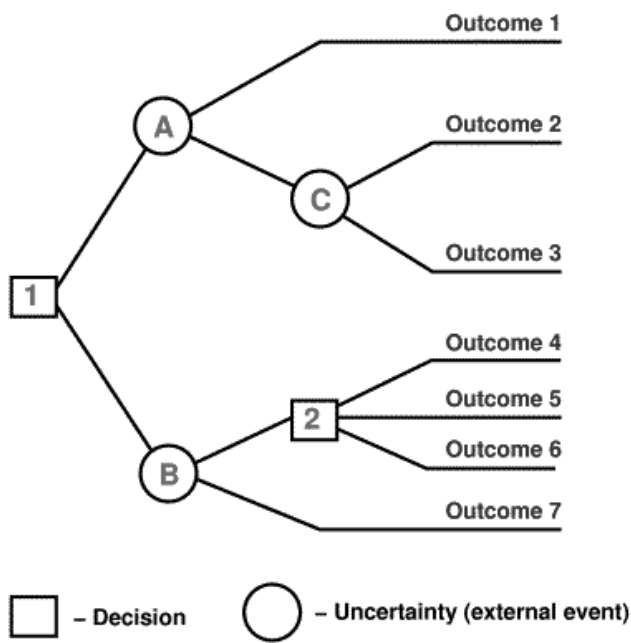 Outcome 1
A
Outcome 2
C
Outcome 3
1
Outcome 4
2
Outcome 5
Outcome 6
B
Outcome 7
– Decision
– Uncertainty (external event)